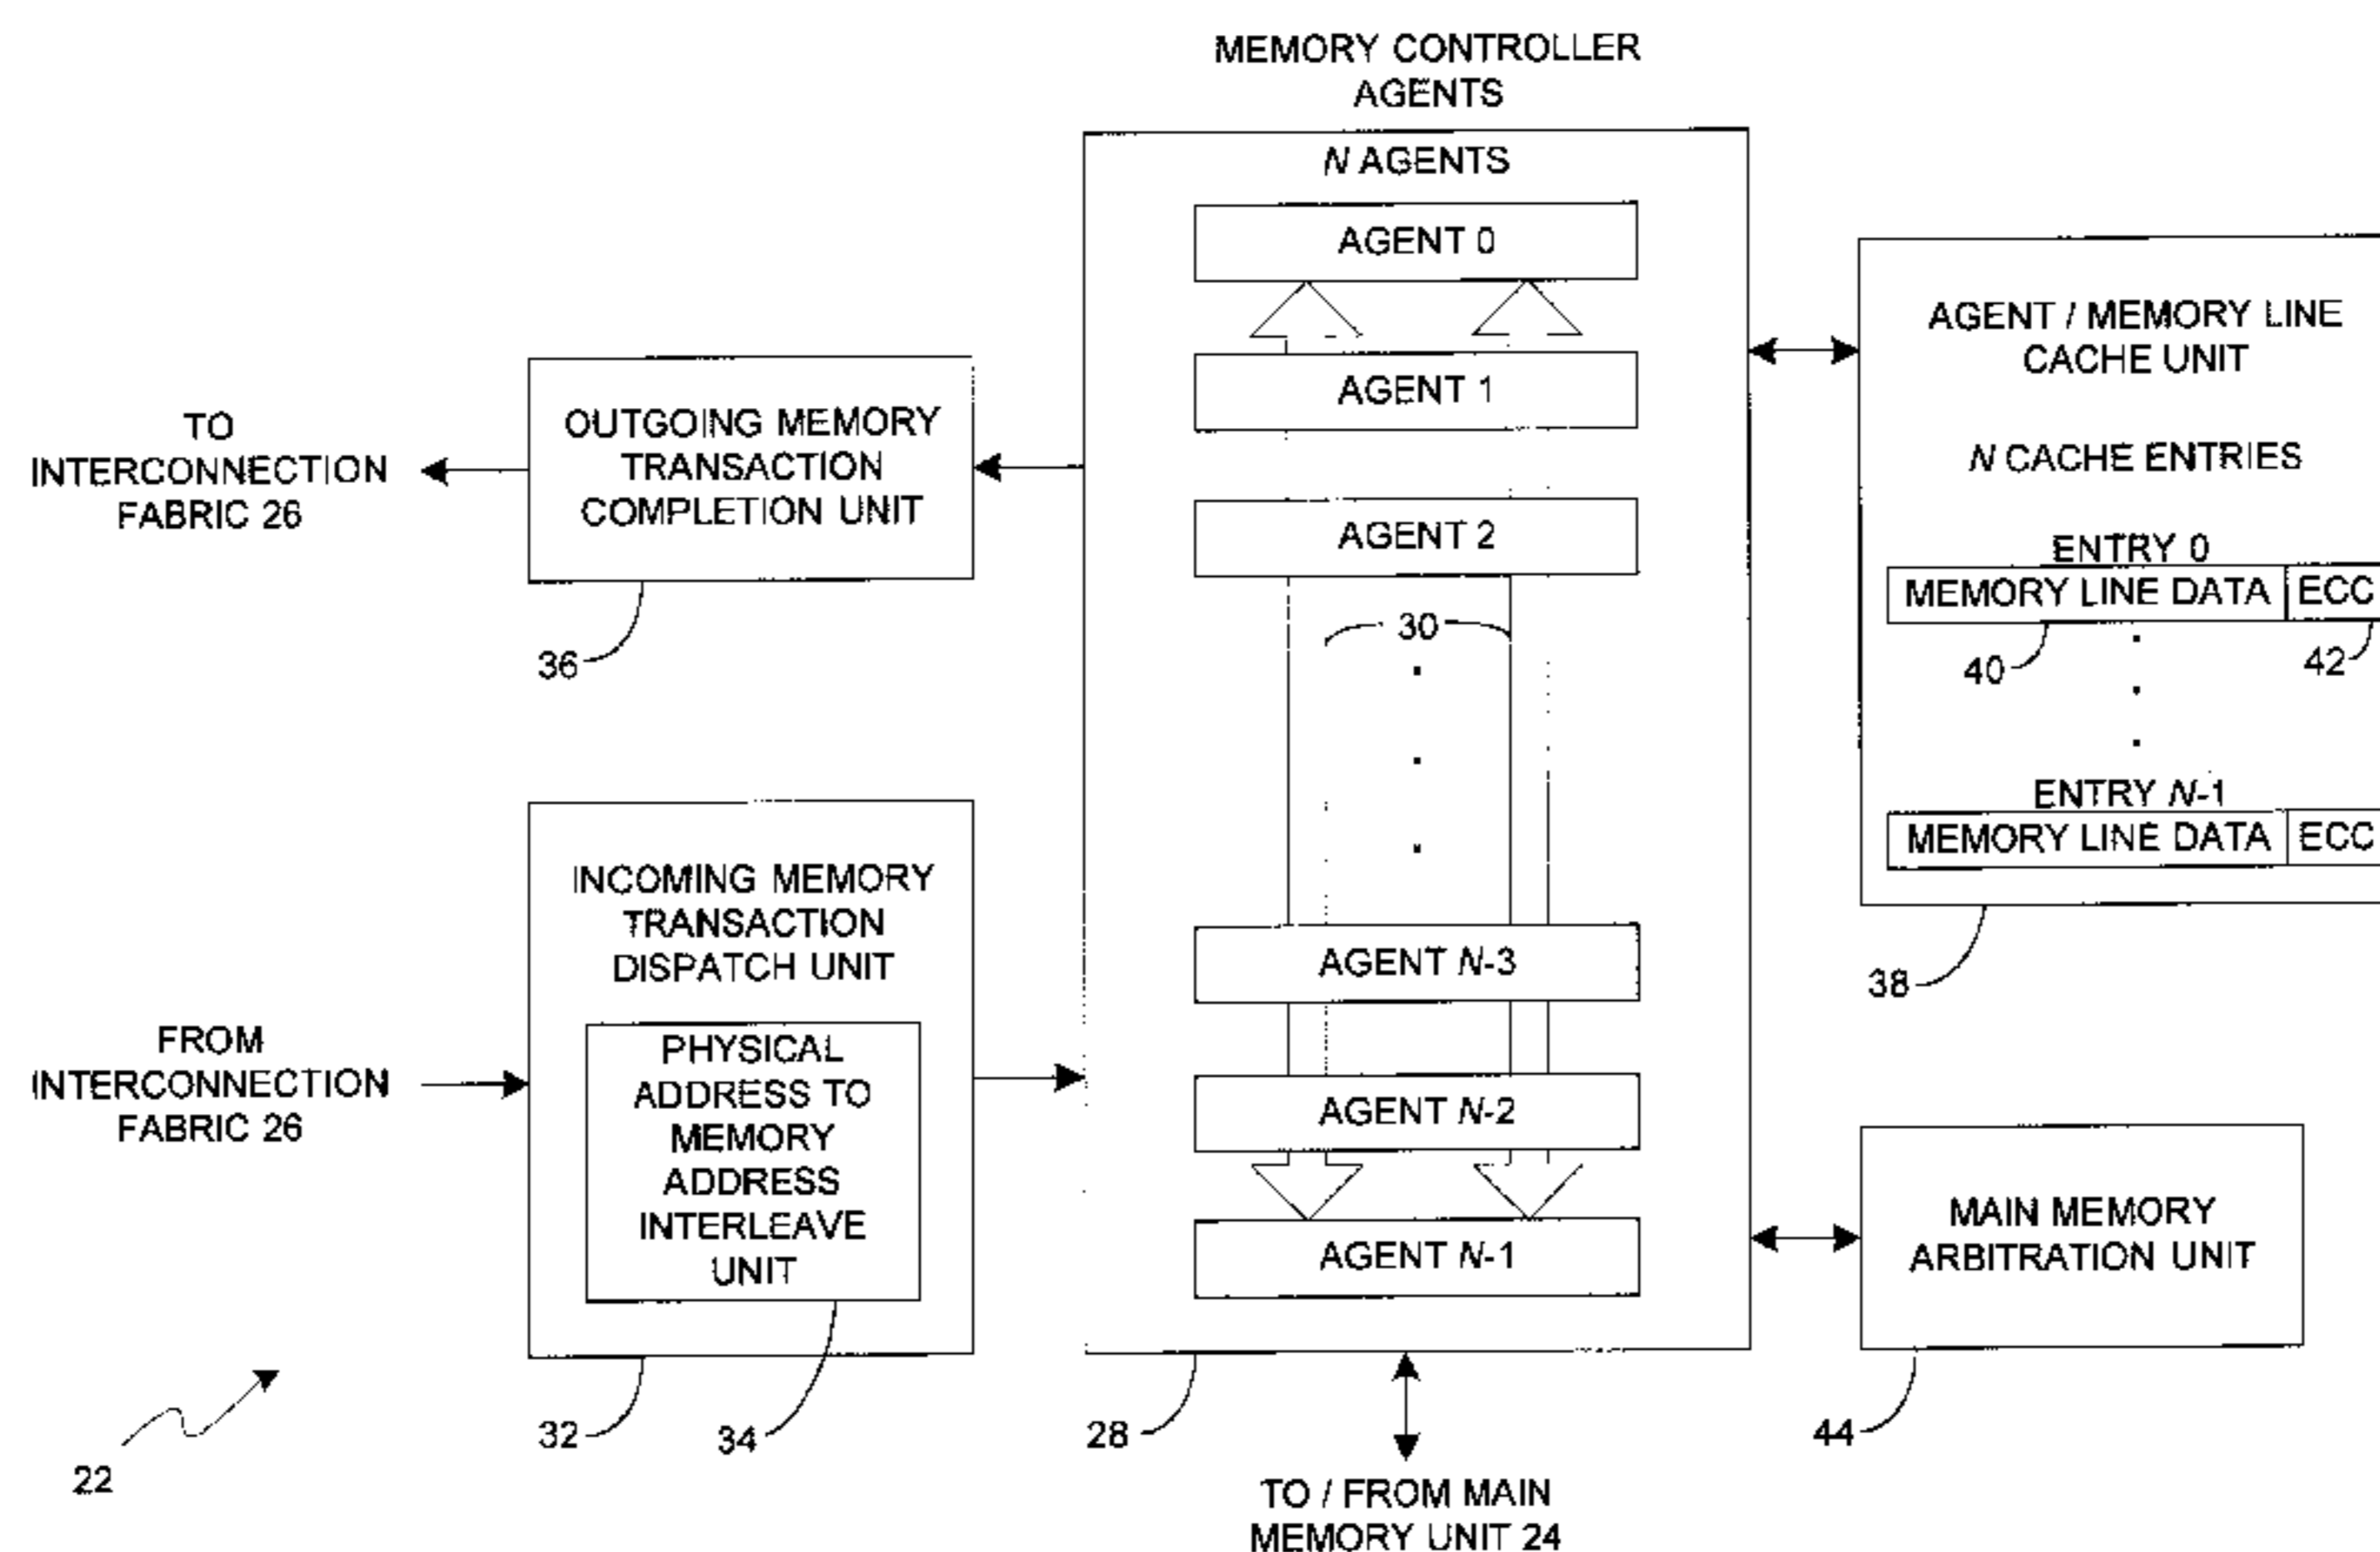 MEMORY CONTROLLER
AGENTS
N AGENTS
AGENT 0
AGENT 1
AGENT 2
30
AGENT N-3
AGENT N-2
AGENT N-1
28
TO / FROM MAIN
MEMORY UNIT 24
TO
INTERCONNECTION
FABRIC 26
OUTGOING MEMORY
TRANSACTION
COMPLETION UNIT
36
FROM
INTERCONNECTION
FABRIC 26
INCOMING MEMORY
TRANSACTION
DISPATCH UNIT
PHYSICAL
ADDRESS TO
MEMORY
ADDRESS
INTERLEAVE
UNIT
32
34
22
AGENT / MEMORY LINE
CACHE UNIT
N CACHE ENTRIES
ENTRY 0
MEMORY LINE DATA ECC
40
42
ENTRY N-1
MEMORY LINE DATA ECC
38
MAIN MEMORY
ARBITRATION UNIT
44